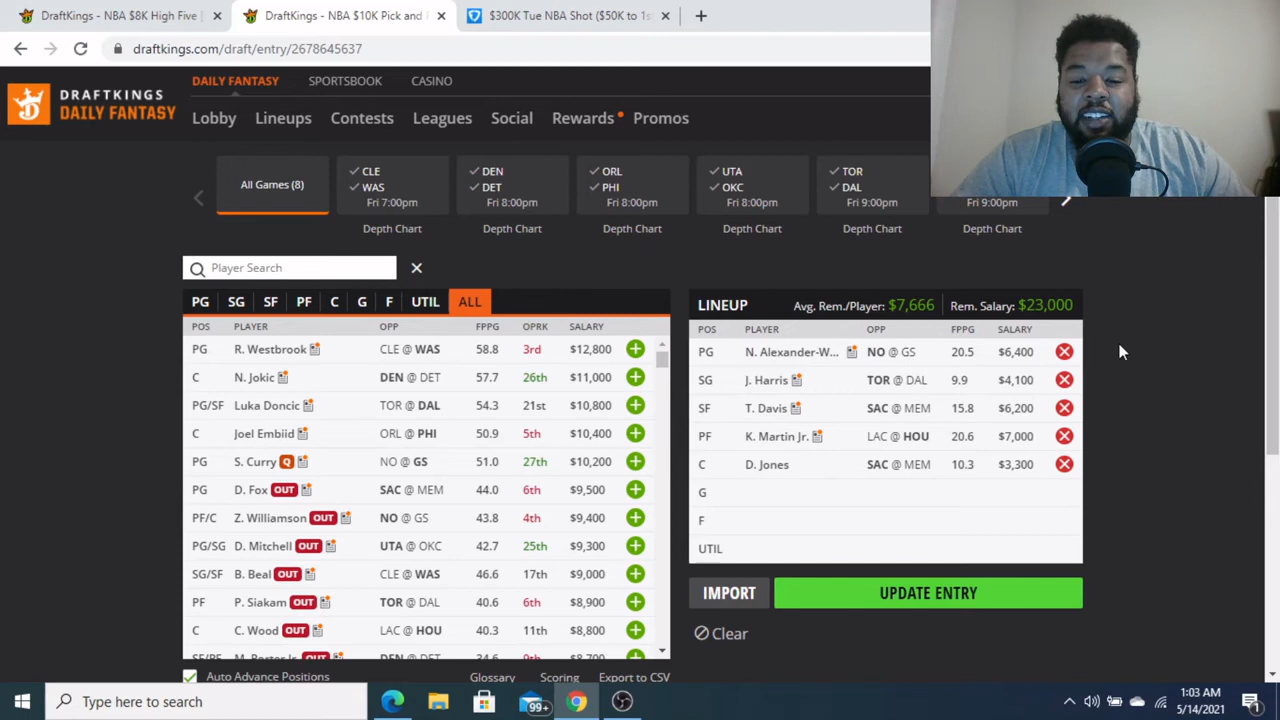 DraftKings - NBA $8K High Five [ ×
DraftKings - NBA $10K Pick and ×
$300K Tue NBA Shot ($50K to 1s ×
draftkings.com/draft/entry/2678645637
DRAFTKINGS
DAILY FANTASY
DAILY FANTASY SPORTSBOOK CASINO
Lobby Lineups Contests Leagues Social Rewards Promos
All Games (8)
CLE WAS Fri 7:00pm
DEN DET Fri 8:00pm
ORL PHI Fri 8:00pm
UTA OKC Fri 8:00pm
TOR DAL Fri 9:00pm
Fri 9:00pm
Depth Chart Depth Chart Depth Chart Depth Chart Depth Chart Depth Chart
Player Search
PG SG SF PF C G F UTIL ALL
POS PLAYER OPP FPPG OPRK SALARY
PG R. Westbrook CLE @ WAS 58.8 3rd $12,800
C N. Jokic DEN @ DET 57.7 26th $11,000
PG/SF Luka Doncic TOR @ DAL 54.3 21st $10,800
C Joel Embiid ORL @ PHI 50.9 5th $10,400
PG S. Curry Q NO @ GS 51.0 27th $10,200
PG D. Fox OUT SAC @ MEM 44.0 6th $9,500
PF/C Z. Williamson OUT NO @ GS 43.8 4th $9,400
PG/SG D. Mitchell OUT UTA @ OKC 42.7 25th $9,300
SG/SF B. Beal OUT CLE @ WAS 46.6 17th $9,000
PF P. Siakam OUT TOR @ DAL 40.6 6th $8,900
C C. Wood OUT LAC @ HOU 40.3 11th $8,800
SF/PF M. Porter Jr. OUT DEN @ DET 34.6 9th $8,700
Auto Advance Positions Glossary Scoring Export to CSV
LINEUP Avg. Rem./Player: $7,666 Rem. Salary: $23,000
POS PLAYER OPP FPPG SALARY
PG N. Alexander-W... NO @ GS 20.5 $6,400
SG J. Harris TOR @ DAL 9.9 $4,100
SF T. Davis SAC @ MEM 15.8 $6,200
PF K. Martin Jr. LAC @ HOU 20.6 $7,000
C D. Jones SAC @ MEM 10.3 $3,300
G
F
UTIL
IMPORT UPDATE ENTRY
Clear
Type here to search
99+
1:03 AM
5/14/2021
1